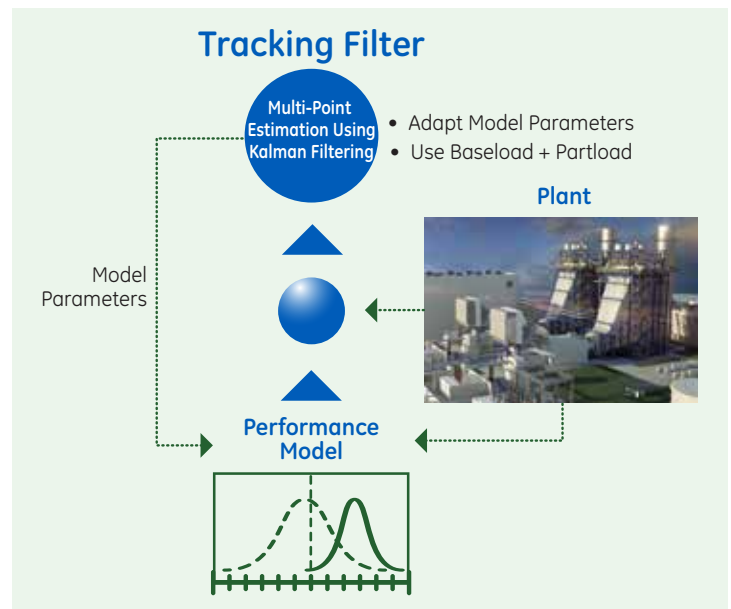 Tracking Filter
Multi-Point
Estimation Using
Kalman Filtering
• Adapt Model Parameters
• Use Baseload + Partload
Plant
Model
Parameters
Performance
Model